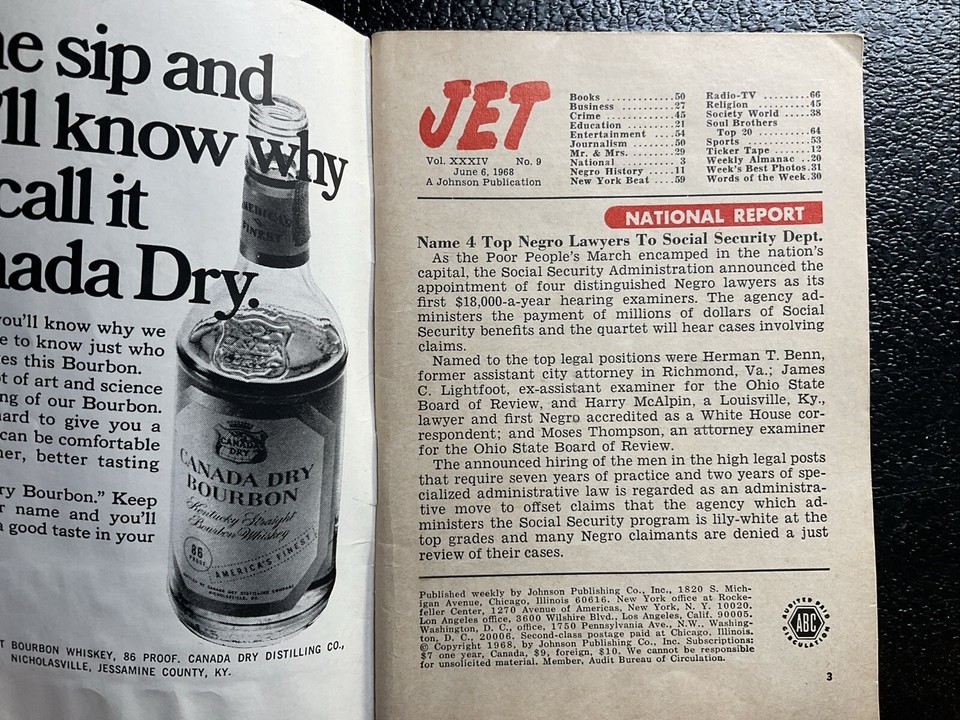 ne sip and
'll know why
call it
nada Dry.
you'll know why we
e to know just who
es this Bourbon.
ot of art and science
ng of our Bourbon.
ard to give you a
can be comfortable
ner, better tasting
ry Bourbon." Keep
r name and you'll
a good taste in your
AMERICA'S
FINEST
CANADA
DRY
CANADA DRY
BOURBON
Kentucky Straight
Bourbon Whiskey
86
PROOF
AMERICA'S FINEST
CANADA DRY DISTILLING COMPANY
NICHOLASVILLE, KY.
T BOURBON WHISKEY, 86 PROOF. CANADA DRY DISTILLING CO.,
NICHOLASVILLE, JESSAMINE COUNTY, KY.
JET
Vol. XXXIV No. 9
June 6, 1968
A Johnson Publication
Books ..........50
Business ..........27
Crime ..........45
Education ..........21
Entertainment ......54
Journalism ........50
Mr. & Mrs. ........29
National ..........3
Negro History ......11
New York Beat ....59
Radio-TV .........66
Religion .........45
Society World .....38
Soul Brothers
Top 20 .........64
Sports ..........53
Ticker Tape .......12
Weekly Almanac ..20
Week's Best Photos.31
Words of the Week.30
NATIONAL REPORT
Name 4 Top Negro Lawyers To Social Security Dept.
As the Poor People's March encamped in the nation's
capital, the Social Security Administration announced the
appointment of four distinguished Negro lawyers as its
first $18,000-a-year hearing examiners. The agency ad-
ministers the payment of millions of dollars of Social
Security benefits and the quartet will hear cases involving
claims.
Named to the top legal positions were Herman T. Benn,
former assistant city attorney in Richmond, Va.; James
C. Lightfoot, ex-assistant examiner for the Ohio State
Board of Review, and Harry McAlpin, a Louisville, Ky.,
lawyer and first Negro accredited as a White House cor-
respondent; and Moses Thompson, an attorney examiner
for the Ohio State Board of Review.
The announced hiring of the men in the high legal posts
that require seven years of practice and two years of spe-
cialized administrative law is regarded as an administra-
tive move to offset claims that the agency which ad-
ministers the Social Security program is lily-white at the
top grades and many Negro claimants are denied a just
review of their cases.
Published weekly by Johnson Publishing Co., Inc., 1820 S. Mich-
igan Avenue, Chicago, Illinois 60616. New York office at Rocke-
feller Center, 1270 Avenue of Americas, New York, N. Y. 10020.
Los Angeles office, 3600 Wilshire Blvd., Los Angeles, Calif. 90005.
Washington, D. C., office, 1750 Pennsylvania Ave., N.W., Washing-
ton, D. C., 20006. Second-class postage paid at Chicago, Illinois.
© Copyright 1968, by Johnson Publishing Co., Inc. Subscriptions:
$7 one year, Canada, $9, foreign, $10. We cannot be responsible
for unsolicited material. Member, Audit Bureau of Circulation.
AUDITED PAID
ABC
CIRCULATION
3